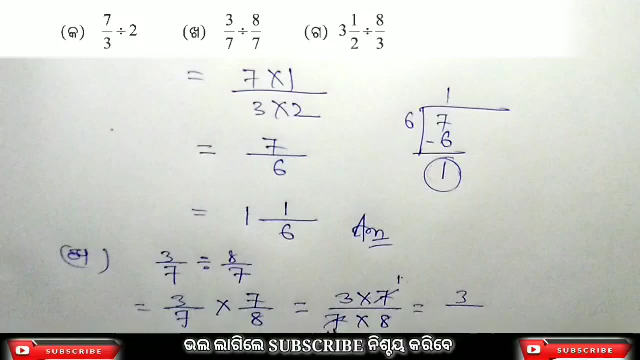 (କ) 7/3 ÷ 2 (ଖ) 3/7 ÷ 8/7 (ଗ) 3 1/2 ÷ 8/3
= 7 × 1 / 3 × 2
= 7/6
= 1 1/6 Ans
1
6 7
- 6
1
(ଖ) 3/7 ÷ 8/7
= 3/7 × 7/8 = 3 × 7 1 / 7 × 8 = 3
SUBSCRIBE ଭଲ ଲାଗିଲେ SUBSCRIBE ନିଶ୍ଚୟ କରିବେ SUBSCRIBE